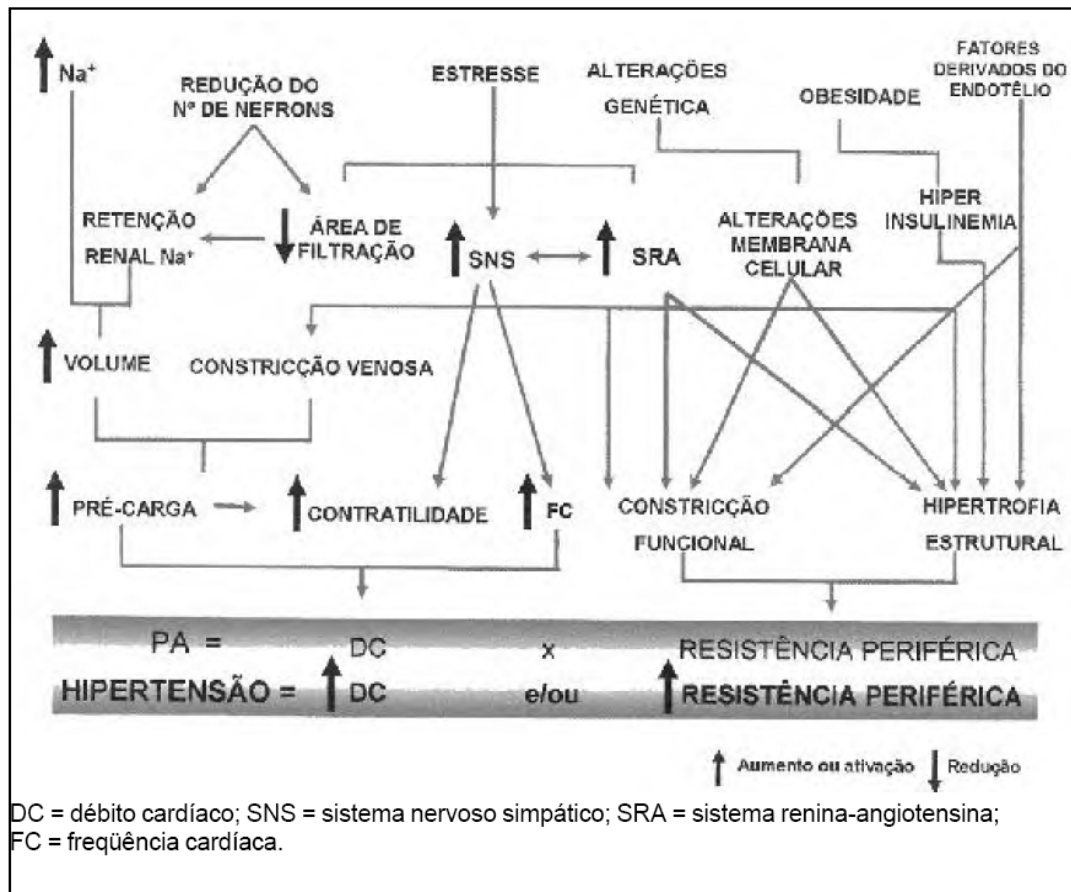 Na⁺
REDUÇÃO DO
Nº DE NEFRONS
ESTRESSE
ALTERAÇÕES
GENÉTICA
OBESIDADE
FATORES
DERIVADOS DO
ENDOTÉLIO
RETENÇÃO
RENAL Na⁺
ÁREA DE
FILTRAÇÃO
SNS
SRA
ALTERAÇÕES
MEMBRANA
CELULAR
HIPER
INSULINEMIA
VOLUME
CONSTRICÇÃO VENOSA
PRÉ-CARGA
CONTRATILIDADE
FC
CONSTRICÇÃO
FUNCIONAL
HIPERTROFIA
ESTRUTURAL
PA = DC x RESISTÊNCIA PERIFÉRICA
HIPERTENSÃO = DC e/ou RESISTÊNCIA PERIFÉRICA
Aumento ou ativação Redução
DC = débito cardíaco; SNS = sistema nervoso simpático; SRA = sistema renina-angiotensina;
FC = freqüência cardíaca.